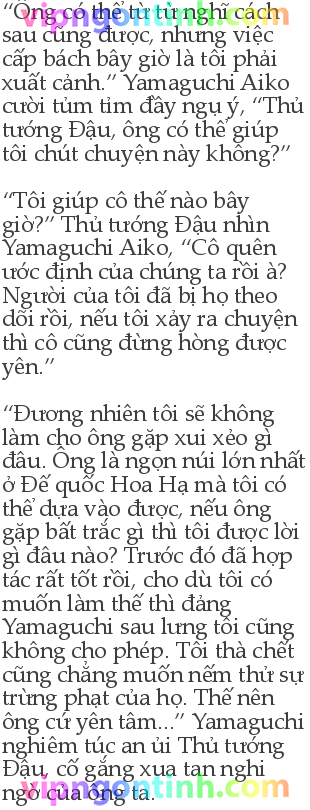 “Ông có thể từ từ nghĩ cách
sau cũng được, nhưng việc
cấp bách bây giờ là tôi phải
xuất cảnh.” Yamaguchi Aiko
cười tủm tỉm đầy ngụ ý, “Thủ
tướng Đậu, ông có thể giúp
tôi chút chuyện này không?”
“Tôi giúp cô thế nào bây
giờ?” Thủ tướng Đậu nhìn
Yamaguchi Aiko, “Cô quên
ước định của chúng ta rồi à?
Người của tôi đã bị họ theo
dõi rồi, nếu tôi xảy ra chuyện
thì cô cũng đừng hòng được
yên.”
“Đương nhiên tôi sẽ không
làm cho ông gặp xui xẻo gì
đâu. Ông là ngọn núi lớn nhất
ở Đế quốc Hoa Hạ mà tôi có
thể dựa vào được, nếu ông
gặp bất trắc gì thì tôi được lời
gì đâu nào? Trước đó đã hợp
tác rất tốt rồi, cho dù tôi có
muốn làm thế thì đảng
Yamaguchi sau lưng tôi cũng
không cho phép. Tôi thà chết
cũng chẳng muốn nếm thử sự
trừng phạt của họ. Thế nên
ông cứ yên tâm...” Yamaguchi
nghiêm túc an ủi Thủ tướng
Đậu, cố gắng xua tan nghi
ngờ của ông ta.
vipngontinh.com
vipngontinh.com